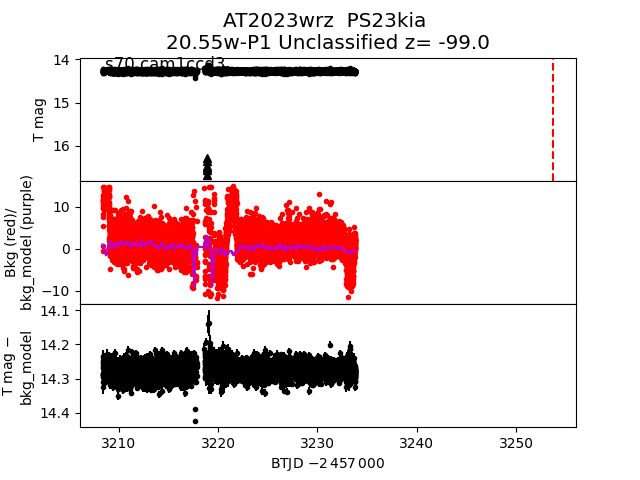 AT2023wrz PS23kia
20.55w-P1 Unclassified z= -99.0
s70 cam1ccd3
14
15
16
T mag
10
0
−10
Bkg (red)/
bkg_model (purple)
14.1
14.2
14.3
14.4
T mag −
bkg_model
3210
3220
3230
3240
3250
BTJD −2 457 000